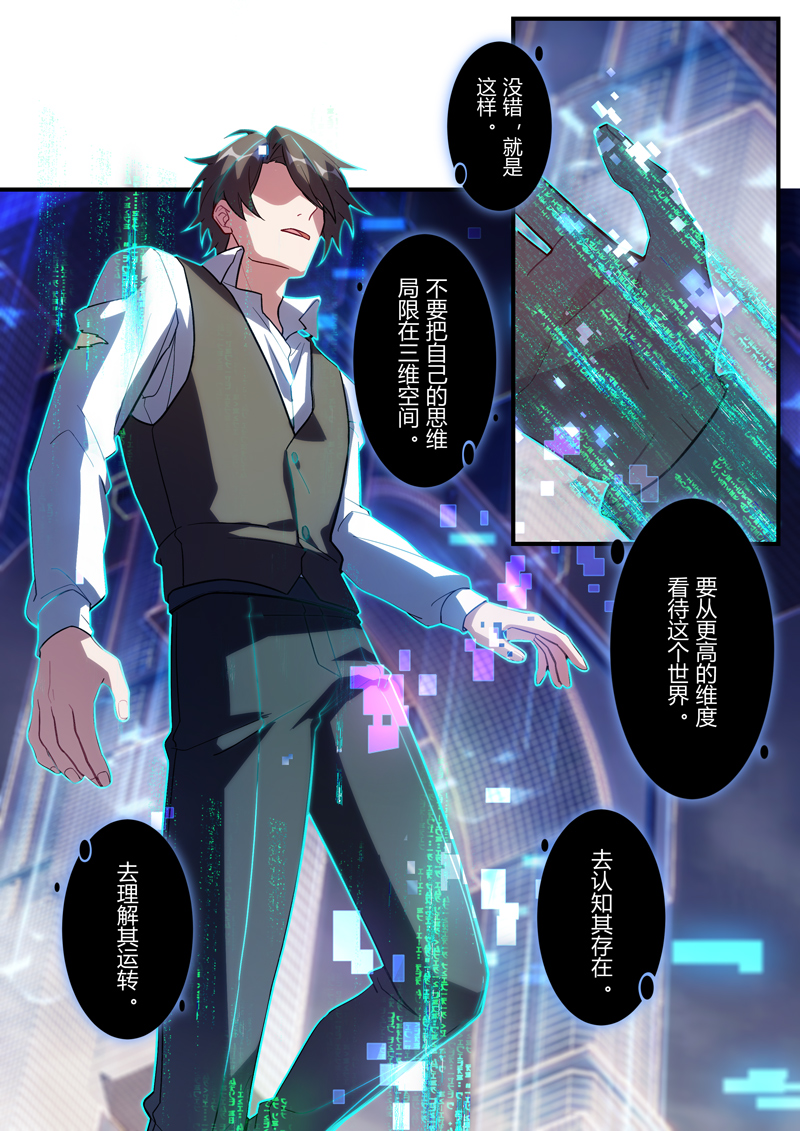 没错，就是
这样。
不要把自己的思维
局限在三维空间。
要从更高的维度
看待这个世界。
去认知其存在。
去理解其运转。